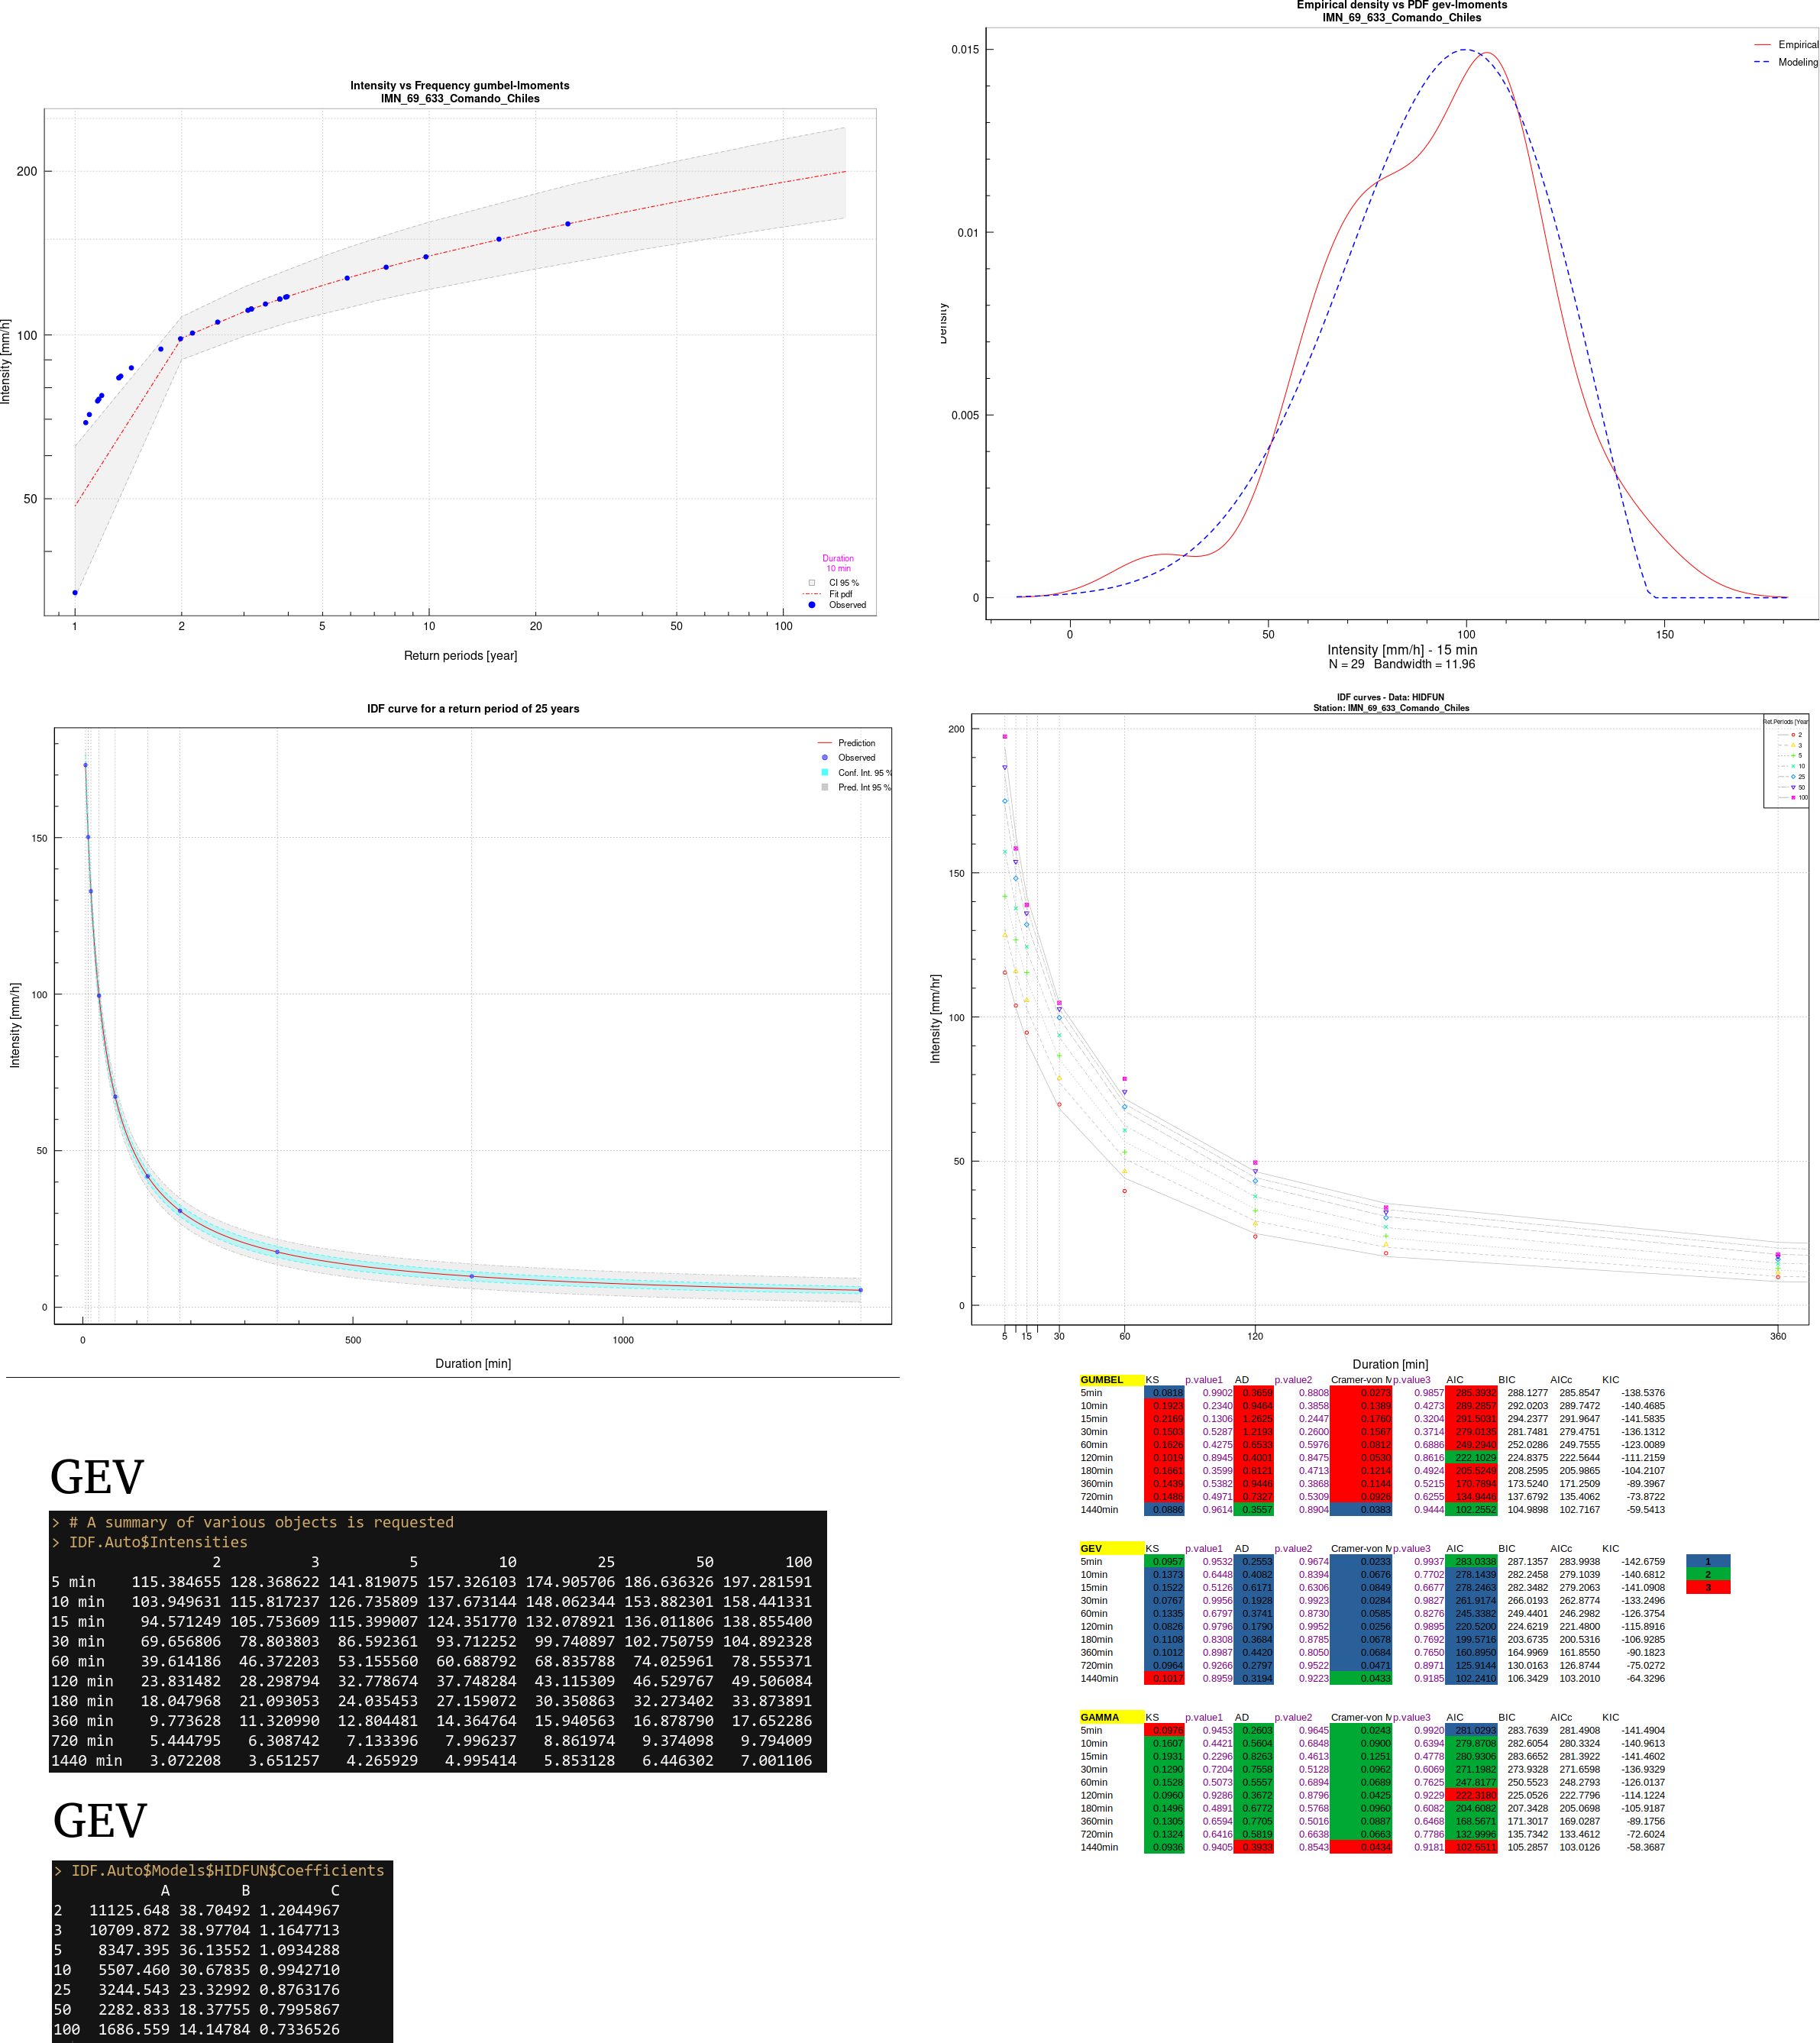 Intensity vs Frequency gumbel-lmoments
IMN_69_633_Comando_Chiles
Intensity [mm/h]
200
100
50
Duration
10 min
CI 95 %
Fit pdf
Observed
1 2 5 10 20 50 100
Return periods [year]
Empirical density vs PDF gev-lmoments
IMN_69_633_Comando_Chiles
Empirical
Modeling
Density
0.015
0.01
0.005
0
0 50 100 150
Intensity [mm/h] - 15 min
N = 29 Bandwidth = 11.96
IDF curve for a return period of 25 years
Prediction
Observed
Conf. Int. 95 %
Pred. Int 95 %
Intensity [mm/h]
150
100
50
0
0 500 1000
Duration [min]
IDF curves - Data: HIDFUN
Station: IMN_69_633_Comando_Chiles
Ret.Periods [Year
2
3
5
10
25
50
100
Intensity [mm/hr]
200
150
100
50
0
5 15 30 60 120 360
Duration [min]
GEV
> # A summary of various objects is requested
> IDF.Auto$Intensities
2 3 5 10 25 50 100
5 min 115.384655 128.368622 141.819075 157.326103 174.905706 186.636326 197.281591
10 min 103.949631 115.817237 126.735809 137.673144 148.062344 153.882301 158.441331
15 min 94.571249 105.753609 115.399007 124.351770 132.078921 136.011806 138.855400
30 min 69.656806 78.803803 86.592361 93.712252 99.740897 102.750759 104.892328
60 min 39.614186 46.372203 53.155560 60.688792 68.835788 74.025961 78.555371
120 min 23.831482 28.298794 32.778674 37.748284 43.115309 46.529767 49.506084
180 min 18.047968 21.093053 24.035453 27.159072 30.350863 32.273402 33.873891
360 min 9.773628 11.320990 12.804481 14.364764 15.940563 16.878790 17.652286
720 min 5.444795 6.308742 7.133396 7.996237 8.861974 9.374098 9.794009
1440 min 3.072208 3.651257 4.265929 4.995414 5.853128 6.446302 7.001106
GEV
> IDF.Auto$Models$HIDFUN$Coefficients
A B C
2 11125.648 38.70492 1.2044967
3 10709.872 38.97704 1.1647713
5 8347.395 36.13552 1.0934288
10 5507.460 30.67835 0.9942710
25 3244.543 23.32992 0.8763176
50 2282.833 18.37755 0.7995867
100 1686.559 14.14784 0.7336526
GUMBEL KS p.value1 AD p.value2 Cramer-von M p.value3 AIC BIC AICc KIC
5min 0.0818 0.9902 0.3659 0.8808 0.0273 0.9857 285.3932 288.1277 285.8547 -138.5376
10min 0.1923 0.2340 0.9464 0.3858 0.1389 0.4273 289.2857 292.0203 289.7472 -140.4685
15min 0.2169 0.1306 1.2625 0.2447 0.1760 0.3204 291.5031 294.2377 291.9647 -141.5835
30min 0.1503 0.5287 1.2193 0.2600 0.1567 0.3714 279.0135 281.7481 279.4751 -136.1312
60min 0.1626 0.4275 0.6533 0.5976 0.0812 0.6886 249.2940 252.0286 249.7555 -123.0089
120min 0.1019 0.8945 0.4001 0.8475 0.0530 0.8616 222.1029 224.8375 222.5644 -111.2159
180min 0.1661 0.3599 0.8121 0.4713 0.1214 0.4924 205.5249 208.2595 205.9865 -104.2107
360min 0.1439 0.5382 0.9446 0.3868 0.1144 0.5215 170.7894 173.5240 171.2509 -89.3967
720min 0.1486 0.4971 0.7327 0.5309 0.0926 0.6255 134.9446 137.6792 135.4062 -73.8722
1440min 0.0886 0.9614 0.3557 0.8904 0.0383 0.9444 102.2552 104.9898 102.7167 -59.5413
GEV KS p.value1 AD p.value2 Cramer-von M p.value3 AIC BIC AICc KIC
5min 0.0957 0.9532 0.2553 0.9674 0.0233 0.9937 283.0338 287.1357 283.9938 -142.6759 1
10min 0.1373 0.6448 0.4082 0.8394 0.0676 0.7702 278.1439 282.2458 279.1039 -140.6812 2
15min 0.1522 0.5126 0.6171 0.6306 0.0849 0.6677 278.2463 282.3482 279.2063 -141.0908 3
30min 0.0767 0.9956 0.1928 0.9923 0.0284 0.9827 261.9174 266.0193 262.8774 -133.2496
60min 0.1335 0.6797 0.3741 0.8730 0.0585 0.8276 245.3382 249.4401 246.2982 -126.3754
120min 0.0826 0.9796 0.1790 0.9952 0.0256 0.9895 220.5200 224.6219 221.4800 -115.8916
180min 0.1108 0.8308 0.3684 0.8785 0.0678 0.7692 199.5716 203.6735 200.5316 -106.9285
360min 0.1012 0.8987 0.4420 0.8050 0.0684 0.7650 160.8950 164.9969 161.8550 -90.1823
720min 0.0964 0.9266 0.2797 0.9522 0.0471 0.8971 125.9144 130.0163 126.8744 -75.0272
1440min 0.1017 0.8959 0.3194 0.9223 0.0433 0.9185 102.2410 106.3429 103.2010 -64.3296
GAMMA KS p.value1 AD p.value2 Cramer-von M p.value3 AIC BIC AICc KIC
5min 0.0976 0.9453 0.2603 0.9645 0.0243 0.9920 281.0293 283.7639 281.4908 -141.4904
10min 0.1607 0.4421 0.5604 0.6848 0.0900 0.6394 279.8708 282.6054 280.3324 -140.9613
15min 0.1931 0.2296 0.8263 0.4613 0.1251 0.4778 280.9306 283.6652 281.3922 -141.4602
30min 0.1290 0.7204 0.7558 0.5128 0.0962 0.6069 271.1982 273.9328 271.6598 -136.9329
60min 0.1528 0.5073 0.5557 0.6894 0.0689 0.7625 247.8177 250.5523 248.2793 -126.0137
120min 0.0960 0.9286 0.3672 0.8796 0.0425 0.9229 222.3180 225.0526 222.7796 -114.1224
180min 0.1496 0.4891 0.6772 0.5768 0.0960 0.6082 204.6082 207.3428 205.0698 -105.9187
360min 0.1305 0.6594 0.7705 0.5016 0.0887 0.6468 168.5671 171.3017 169.0287 -89.1756
720min 0.1324 0.6416 0.5819 0.6638 0.0663 0.7786 132.9996 135.7342 133.4612 -72.6024
1440min 0.0936 0.9405 0.3933 0.8543 0.0434 0.9181 102.5511 105.2857 103.0126 -58.3687